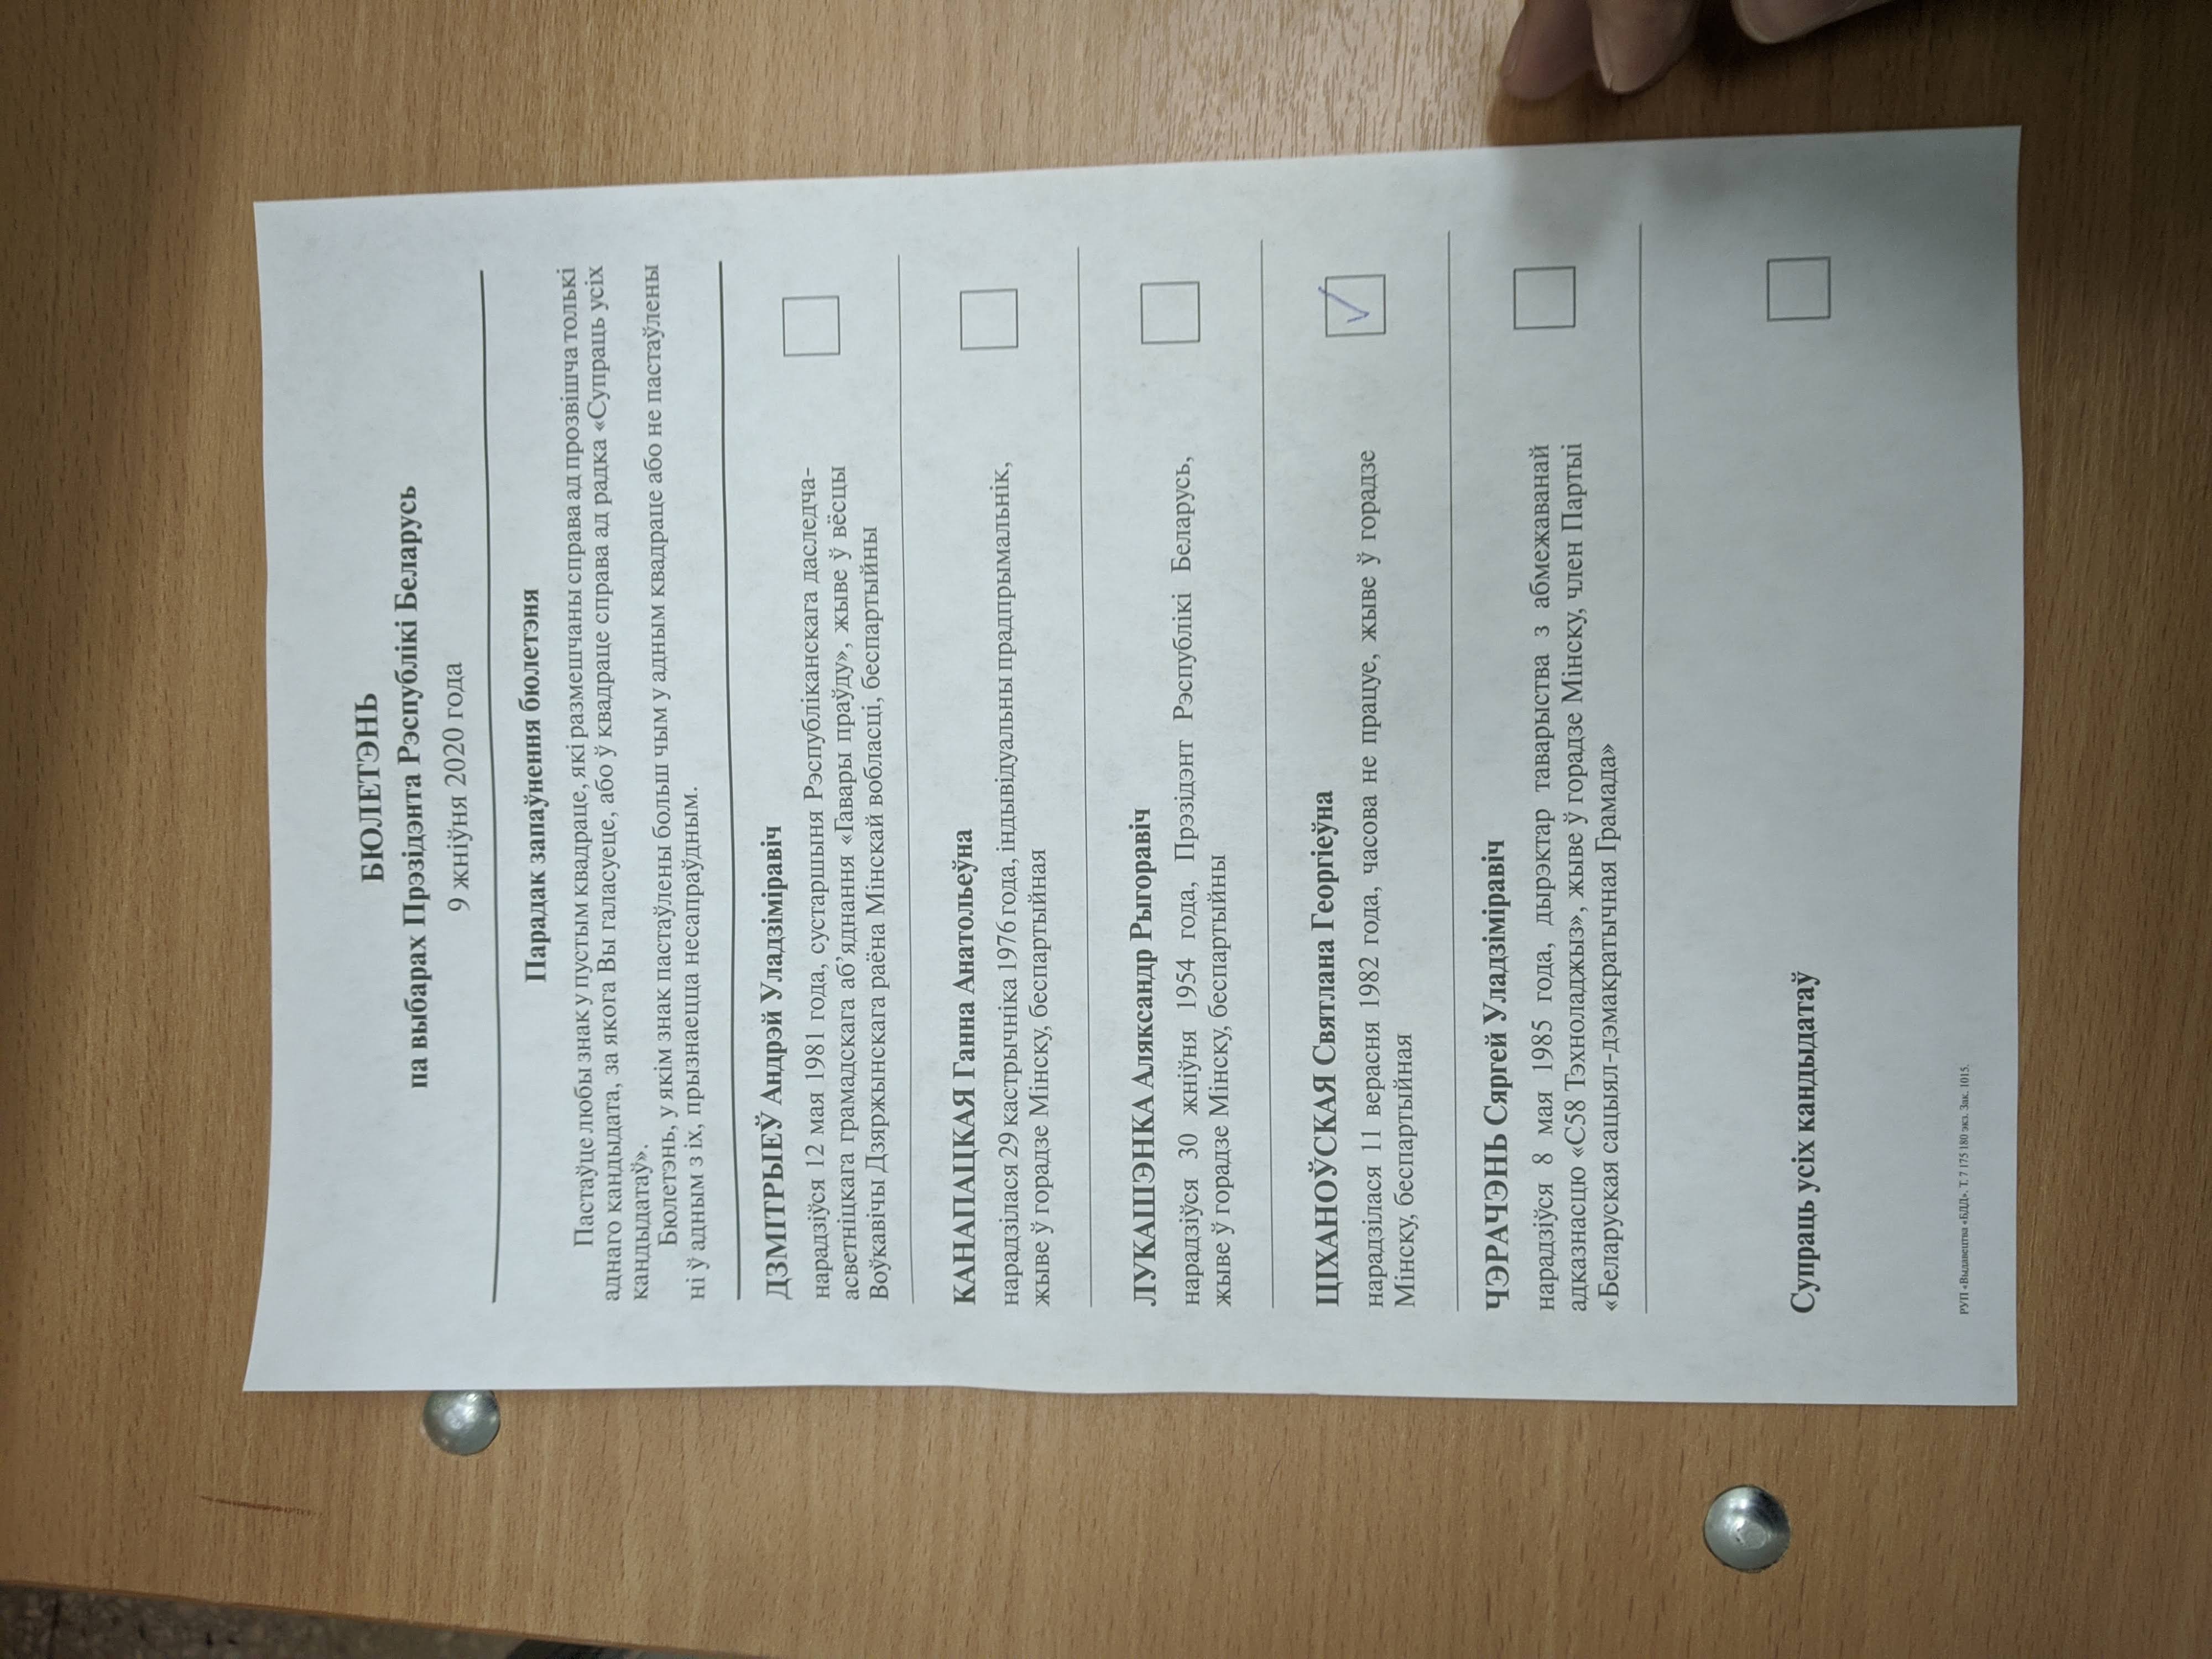 БЮЛЕТЭНЬ
па выбарах Прэзідэнта Рэспублікі Беларусь
9 жніўня 2020 года
Парадак запаўнення бюлетэня
Пастаўце любы знак у пустым квадраце, які размешчаны справа ад прозвішча толькі
аднаго кандыдата, за якога Вы галасуеце, або ў квадраце справа ад радка «Супраць усіх
кандыдатаў».
Бюлетэнь, у якім знак пастаўлены больш чым у адным квадраце або не пастаўлены
ні ў адным з іх, прызнаецца несапраўдным.
ДЗМІТРЫЕЎ Андрэй Уладзіміравіч
нарадзіўся 12 мая 1981 года, сустаршыня Рэспубліканскага даследча-
асветніцкага грамадскага аб’яднання «Гавары праўду», жыве ў вёсцы
Воўкавічы Дзяржынскага раёна Мінскай вобласці, беспартыйны
КАНАПАЦКАЯ Ганна Анатольеўна
нарадзілася 29 кастрычніка 1976 года, індывідуальны прадпрымальнік,
жыве ў горадзе Мінску, беспартыйная
ЛУКАШЭНКА Аляксандр Рыгоравіч
нарадзіўся 30 жніўня 1954 года, Прэзідэнт Рэспублікі Беларусь,
жыве ў горадзе Мінску, беспартыйны
ЦІХАНОЎСКАЯ Святлана Георгіеўна
нарадзілася 11 верасня 1982 года, часова не працуе, жыве ў горадзе
Мінску, беспартыйная
ЧЭРАЧЭНЬ Сяргей Уладзіміравіч
нарадзіўся 8 мая 1985 года, дырэктар таварыства з абмежаванай
адказнасцю «С58 Тэхноладжыз», жыве ў горадзе Мінску, член Партыі
«Беларуская сацыял-дэмакратычная Грамада»
Супраць усіх кандыдатаў
РУП «Выдавецтва «БДД». Т. 7 175 180 экз. Зак. 1015.